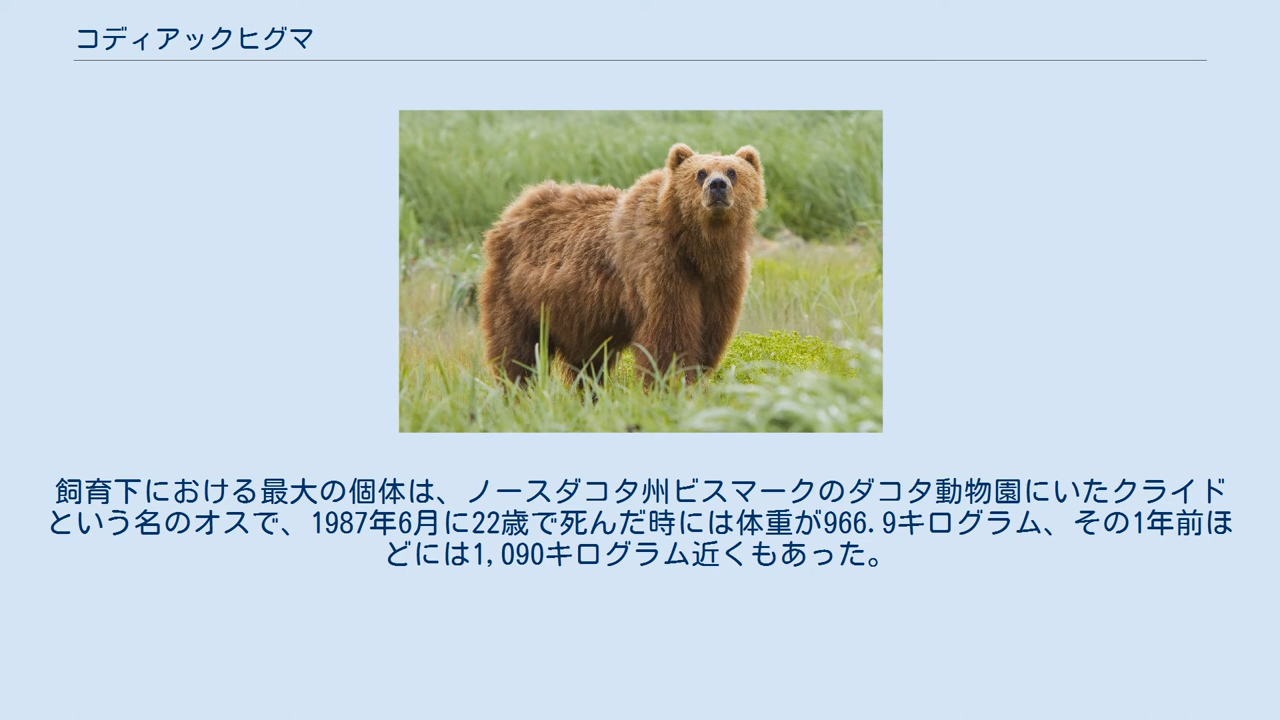 コディアックヒグマ
飼育下における最大の個体は、ノースダコタ州ビスマークのダコタ動物園にいたクライド
という名のオスで、1987年6月に22歳で死んだ時には体重が966.9キログラム、その1年前ほ
どには1,090キログラム近くもあった。